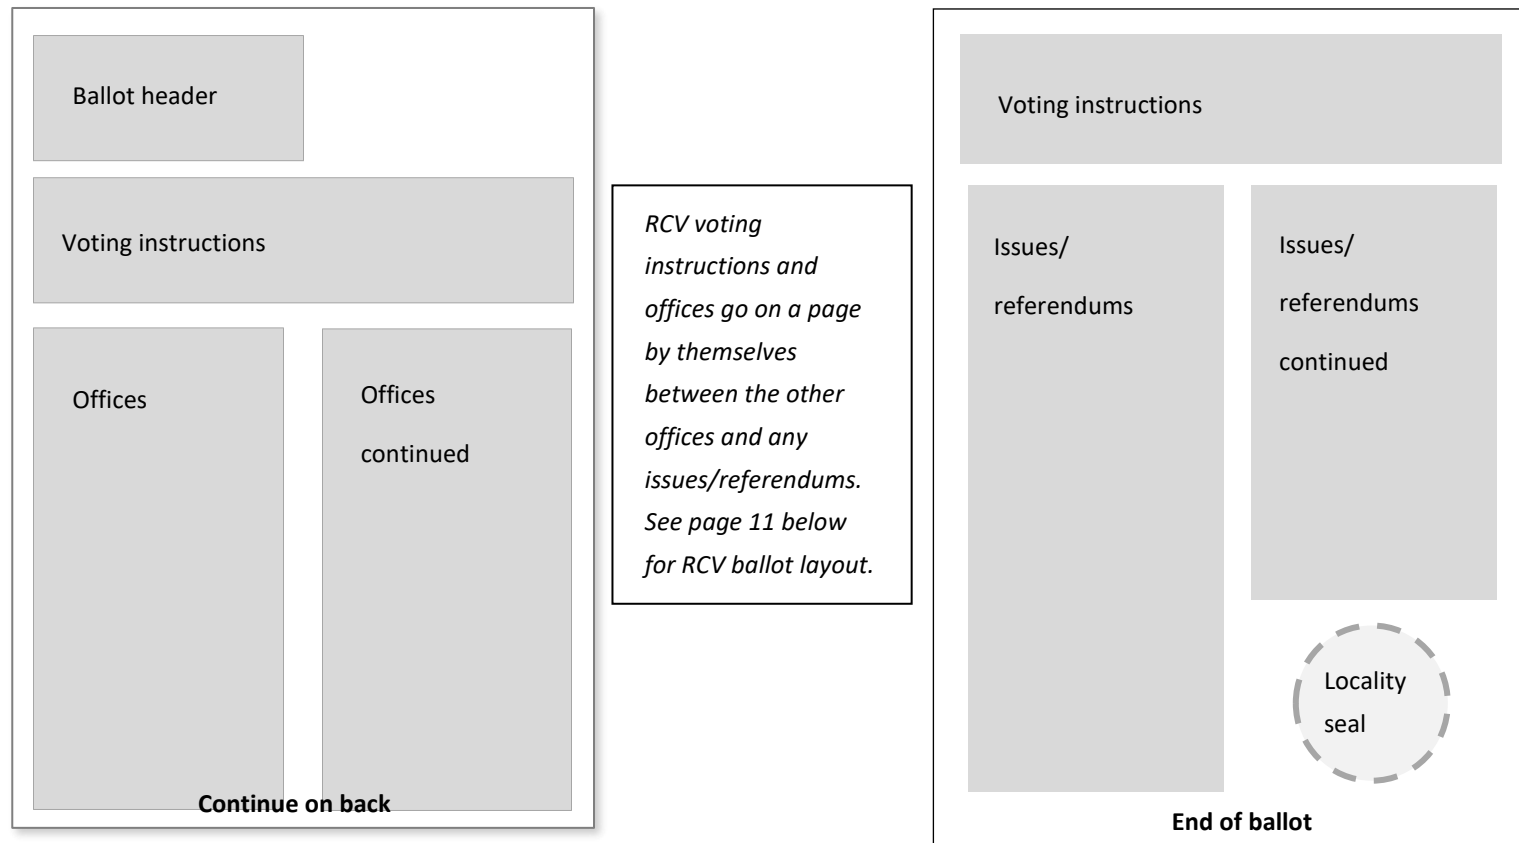 Ballot header
Voting instructions
Offices
Offices
continued
Continue on back
RCV voting
instructions and
offices go on a page
by themselves
between the other
offices and any
issues/referendums.
See page 11 below
for RCV ballot layout.
Voting instructions
Issues/
referendums
Issues/
referendums
continued
Locality
seal
End of ballot